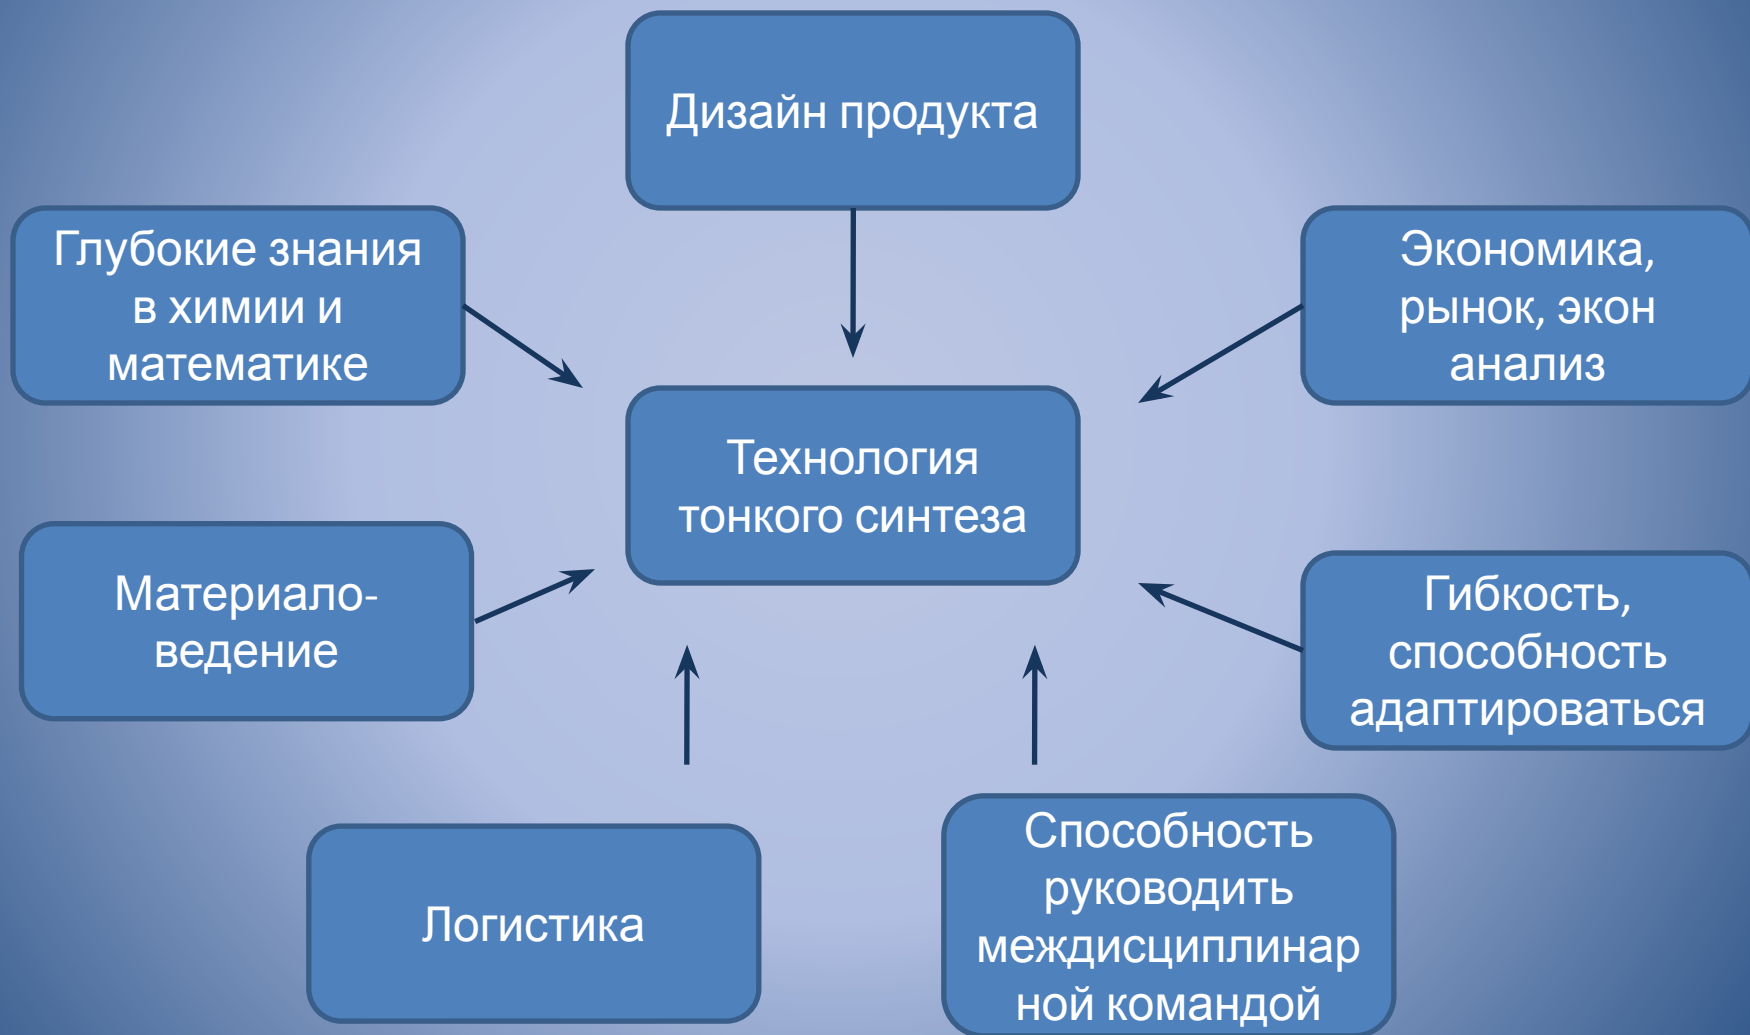 Дизайн продукта
Глубокие знания
в химии и
математике
Экономика,
рынок, экон
анализ
Технология
тонкого синтеза
Материало-
ведение
Гибкость,
способность
адаптироваться
Логистика
Способность
руководить
междисциплинар
ной командой